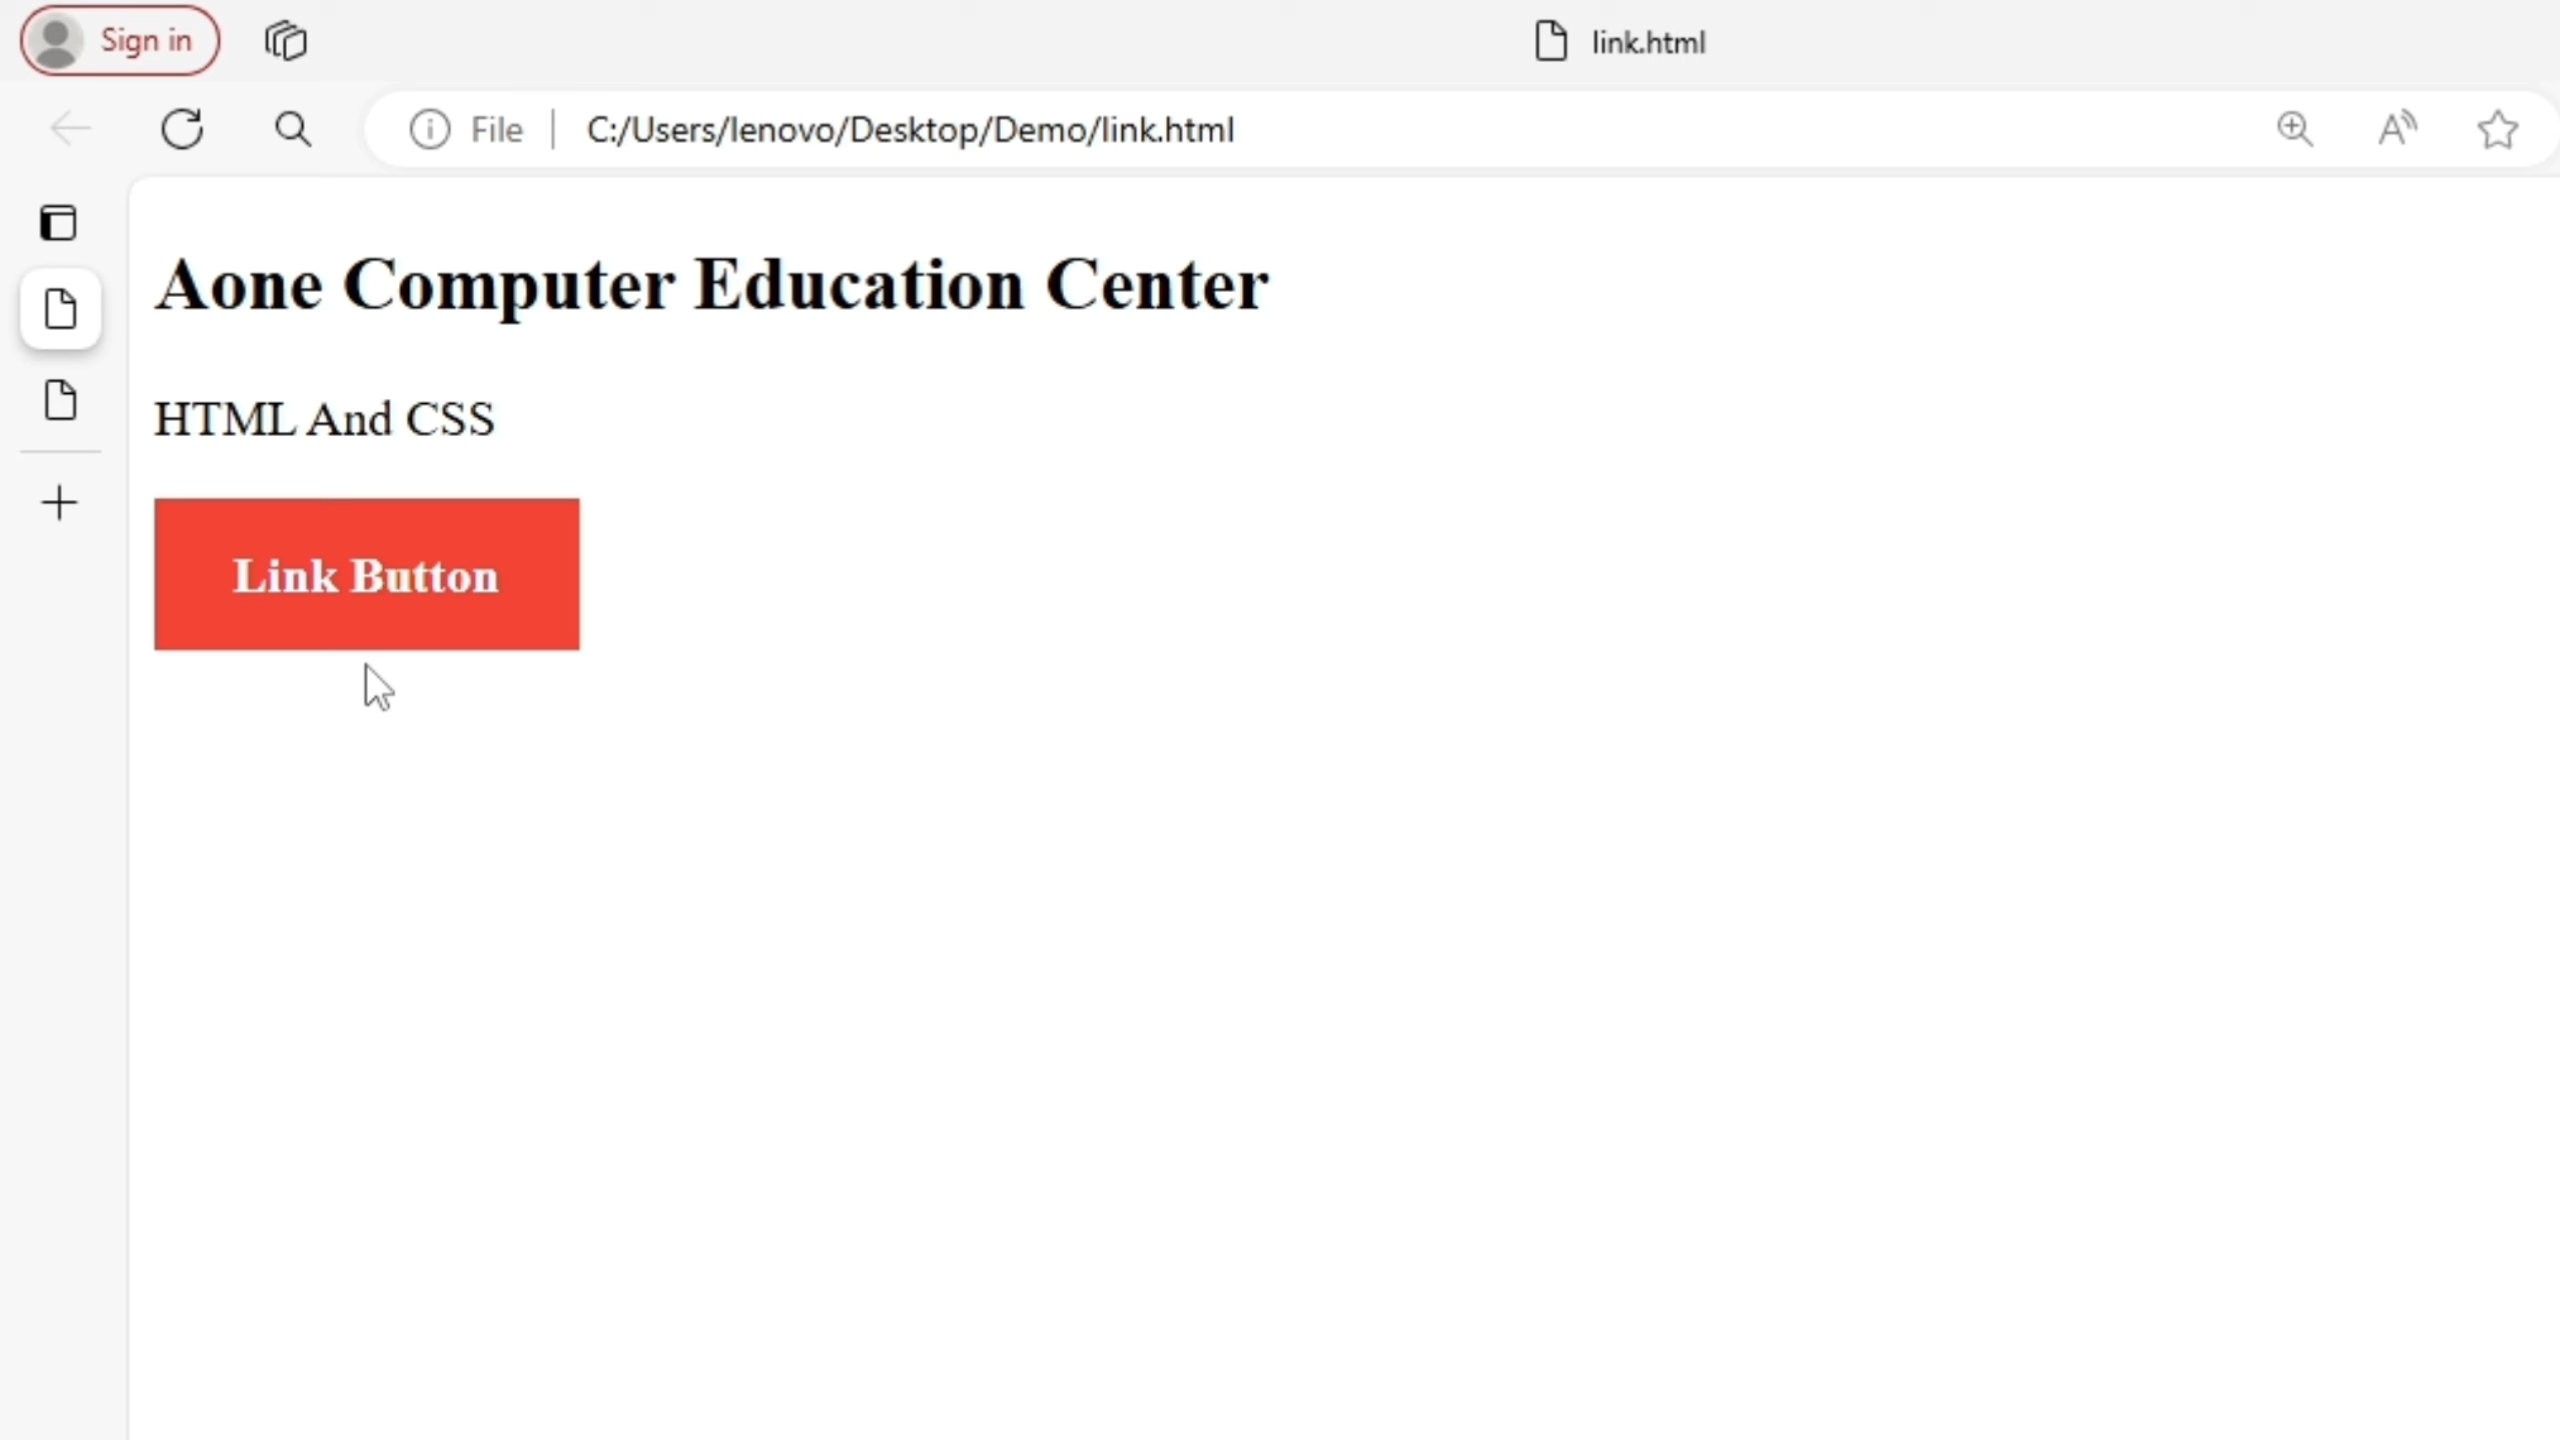 Sign in
link.html
File
C:/Users/lenovo/Desktop/Demo/link.html
Aone Computer Education Center
HTML And CSS
Link Button